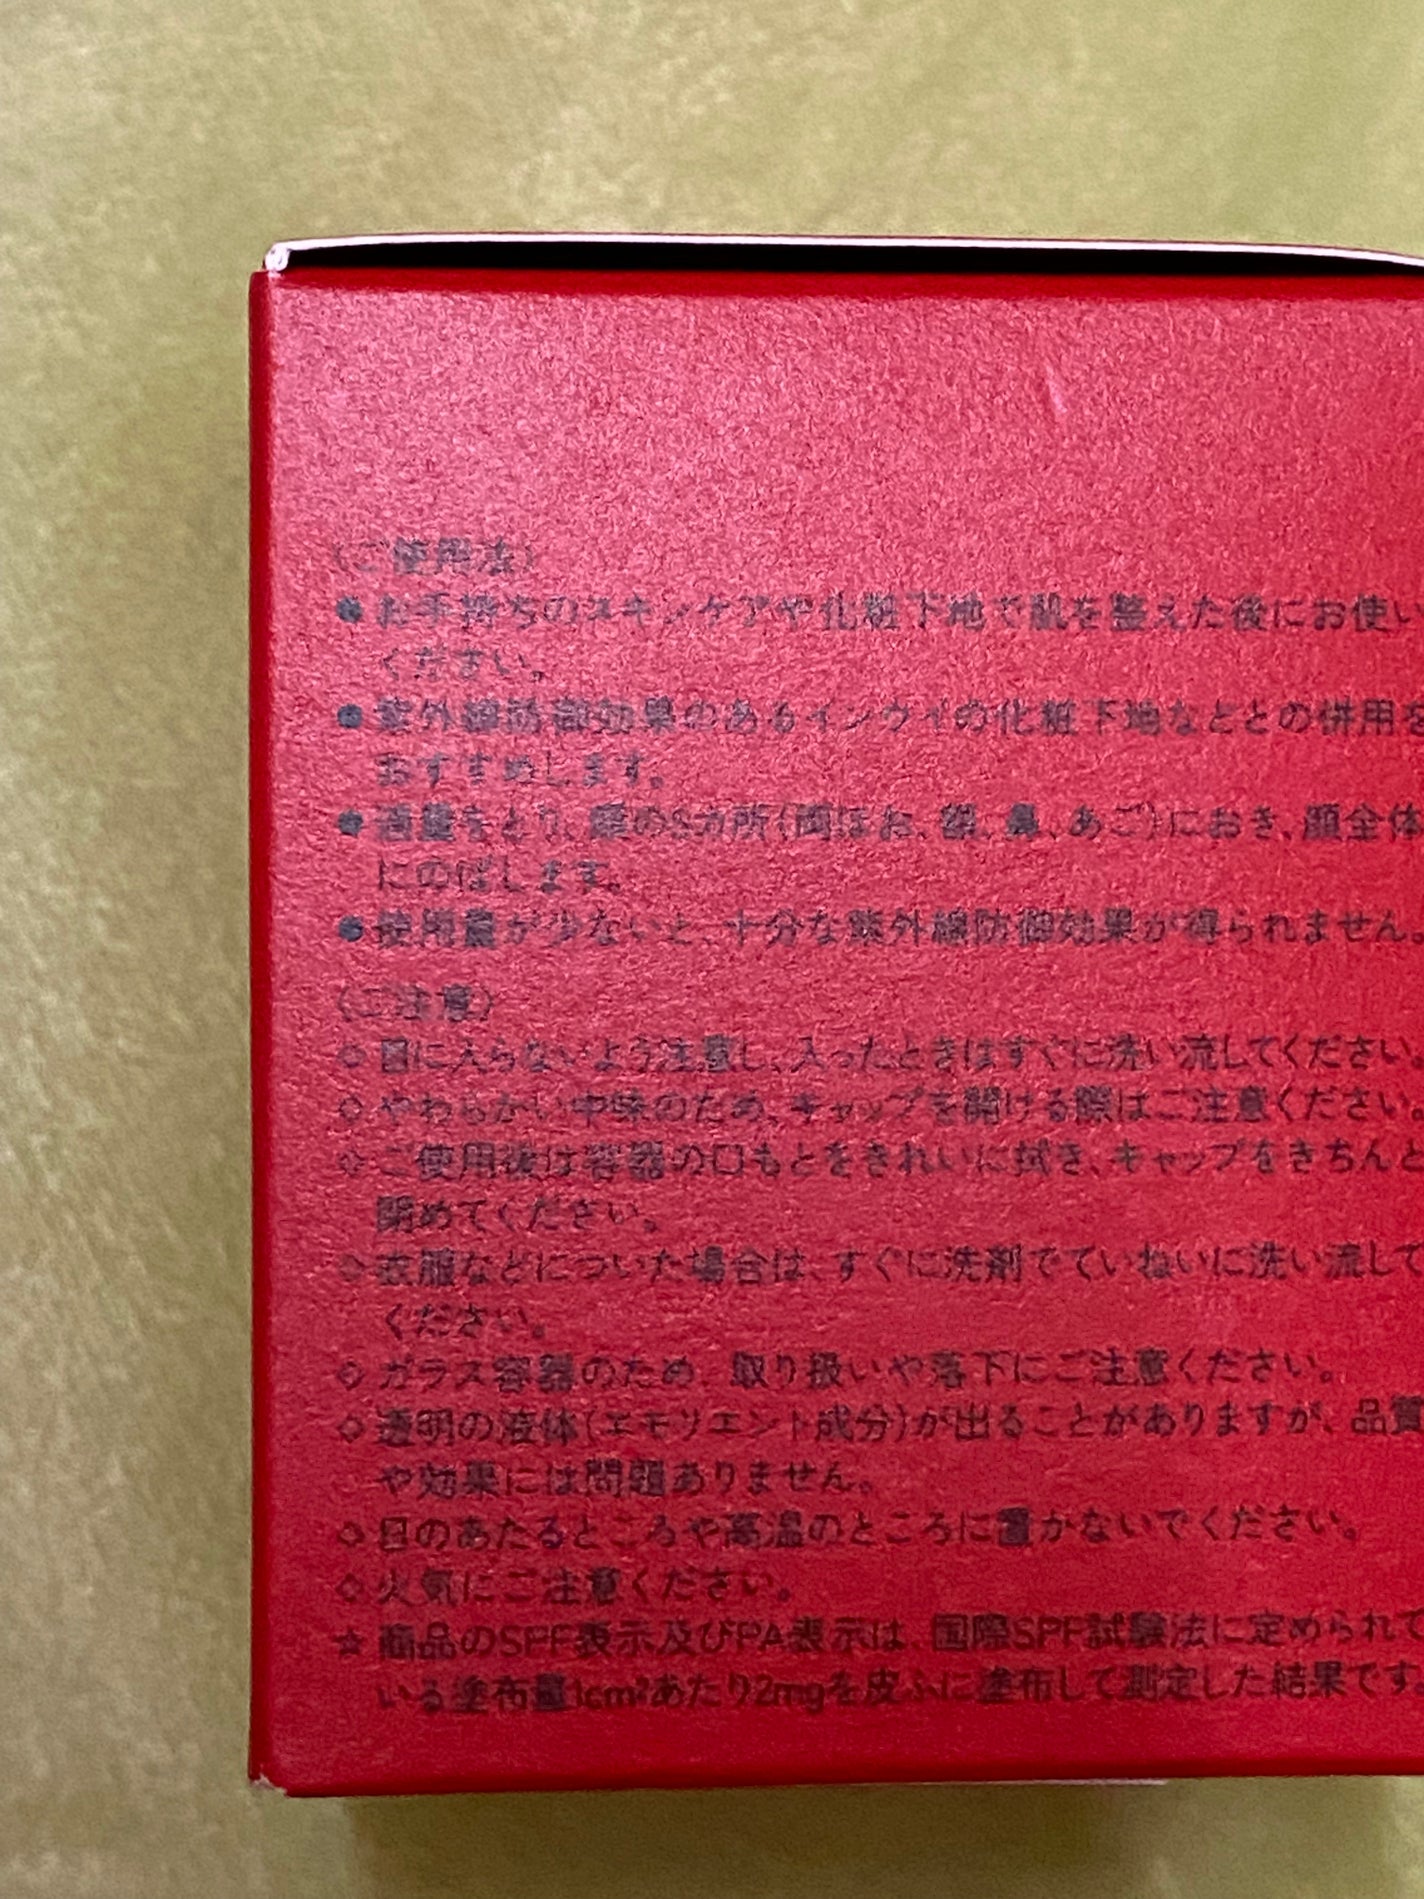 〈ご使用法〉
●お手持ちのスキンケアや化粧下地で肌を整えた後にお使い
ください。
●紫外線防御効果のあるインウイの化粧下地などとの併用を
おすすめします。
●適量をとり、顔の5カ所(両ほお、額、鼻、あご)におき、顔全体
にのばします。
●使用量が少ないと、十分な紫外線防御効果が得られません。
〈ご注意〉
◇目に入らないよう注意し、入ったときはすぐに洗い流してください。
◇やわらかい中味のため、キャップを開ける際はご注意ください。
◇ご使用後は容器の口もとをきれいに拭き、キャップをきちんと
閉めてください。
◇衣服などについた場合は、すぐに洗剤でていねいに洗い流して
ください。
◇ガラス容器のため、取り扱いや落下にご注意ください。
◇透明の液体(エモリエント成分)が出ることがありますが、品質
や効果には問題ありません。
◇日のあたるところや高温のところに置かないでください。
◇火気にご注意ください。
☆商品のSPF表示及びPA表示は、国際SPF試験法に定められて
いる塗布量1cm²あたり2mgを皮ふに塗布して測定した結果です。